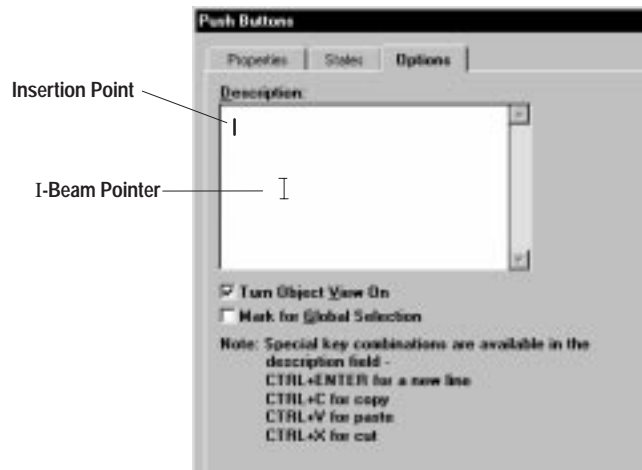 Push Buttons
Properties States Options
Insertion Point
Description:
I-Beam Pointer
Turn Object View On
Mark for Global Selection
Note: Special key combinations are available in the
description field -
CTRL+ENTER for a new line
CTRL+C for copy
CTRL+V for paste
CTRL+X for cut